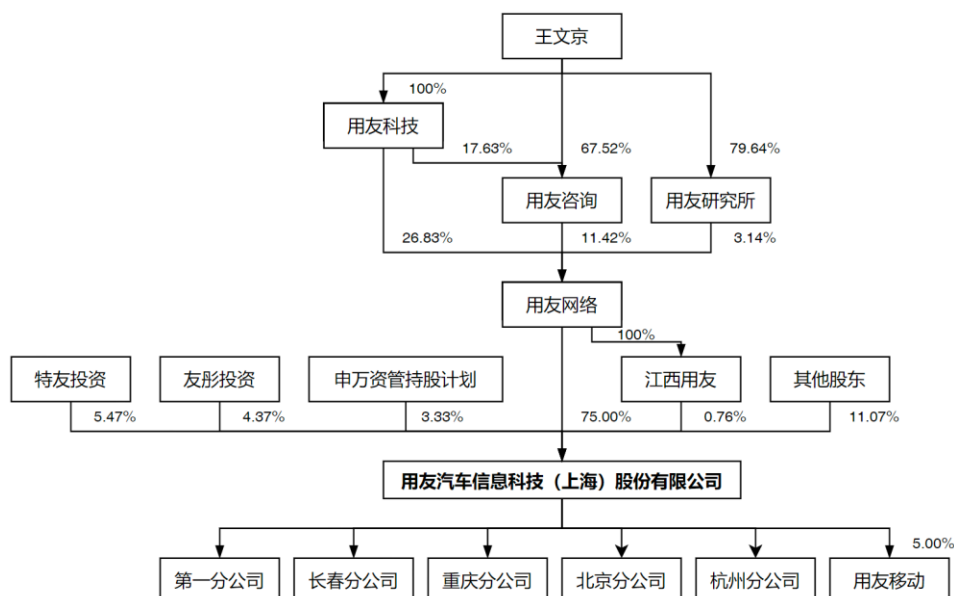 王文京
100%
用友科技
17.63%
67.52%
79.64%
用友咨询
用友研究所
26.83%
11.42%
3.14%
用友网络
100%
特友投资
友彤投资
申万资管持股计划
江西用友
其他股东
5.47%
4.37%
3.33%
75.00%
0.76%
11.07%
用友汽车信息科技（上海）股份有限公司
5.00%
第一分公司
长春分公司
重庆分公司
北京分公司
杭州分公司
用友移动